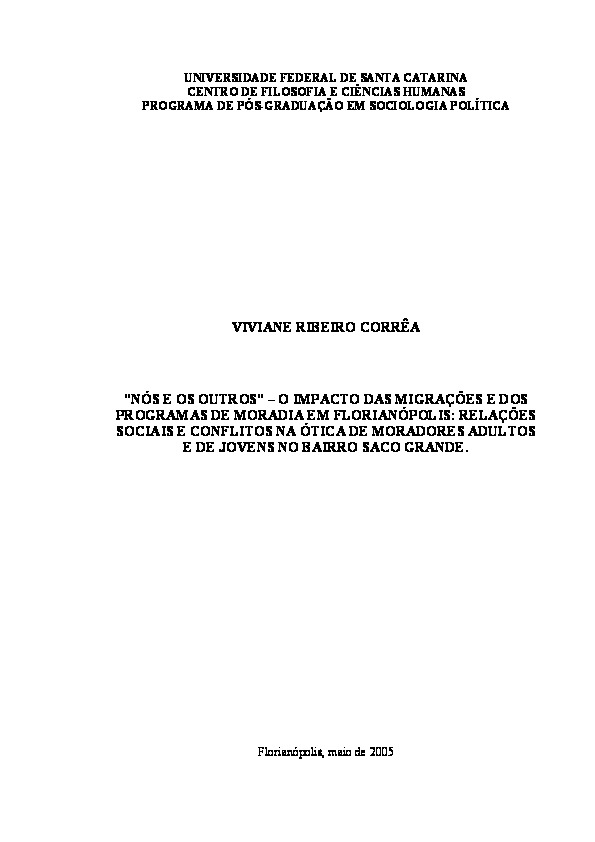 UNIVERSIDADE FEDERAL DE SANTA CATARINA
CENTRO DE FILOSOFIA E CIÊNCIAS HUMANAS
PROGRAMA DE PÓS-GRADUAÇÃO EM SOCIOLOGIA POLÍTICA
VIVIANE RIBEIRO CORRÊA
"NÓS E OS OUTROS" – O IMPACTO DAS MIGRAÇÕES E DOS
PROGRAMAS DE MORADIA EM FLORIANÓPOLIS: RELAÇÕES
SOCIAIS E CONFLITOS NA ÓTICA DE MORADORES ADULTOS
E DE JOVENS NO BAIRRO SACO GRANDE.
Florianópolis, maio de 2005